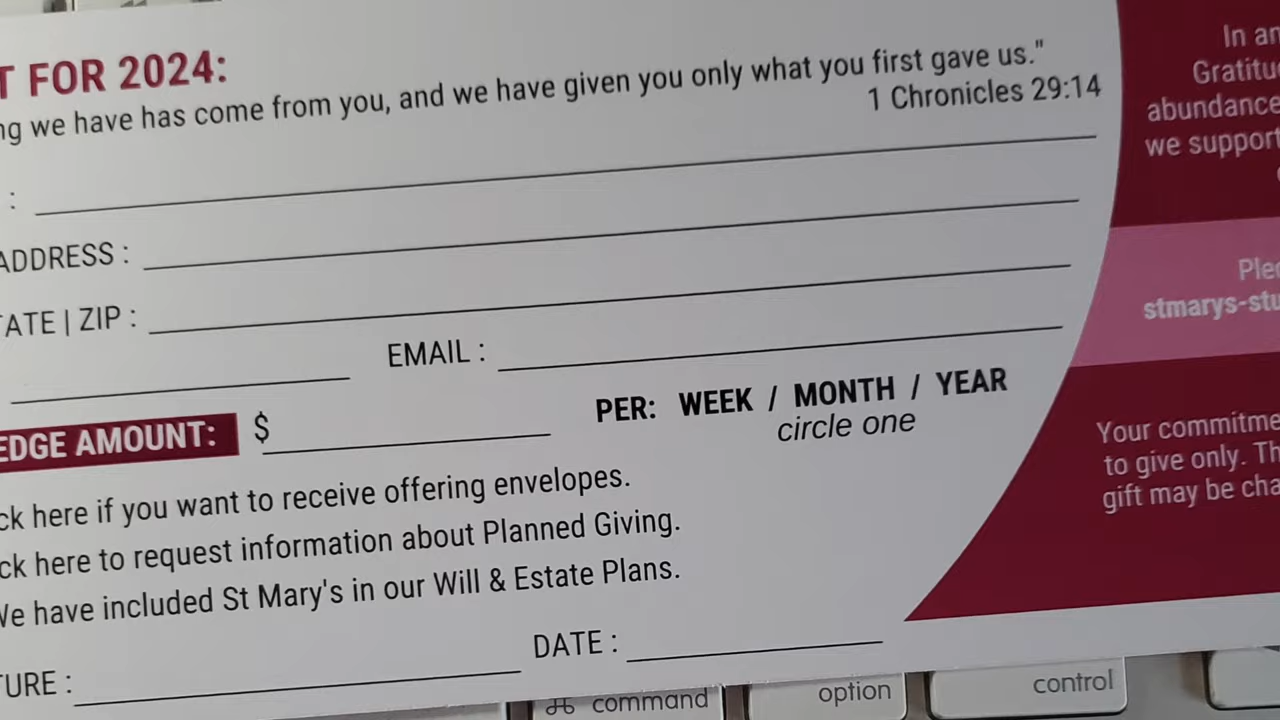 T FOR 2024:
ng we have has come from you, and we have given you only what you first gave us."
1 Chronicles 29:14
:
ADDRESS :
TATE | ZIP :
EMAIL :
EDGE AMOUNT: $
PER: WEEK / MONTH / YEAR
circle one
ck here if you want to receive offering envelopes.
ck here to request information about Planned Giving.
We have included St Mary's in our Will & Estate Plans.
TURE :
DATE :
In an
Gratitu
abundance
we support
Pled
stmarys-stu
Your commitme
to give only. Th
gift may be cha
⌘ command
option
control